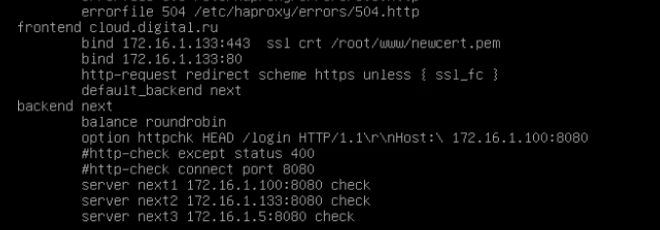 errorfile 504 /etc/haproxy/errors/504.http
frontend cloud.digital.ru
bind 172.16.1.133:443  ssl crt /root/www/newcert.pem
bind 172.16.1.133:80
http-request redirect scheme https unless { ssl_fc }
default_backend next
backend next
balance roundrobin
option httpchk HEAD /login HTTP/1.1\r\nHost:\ 172.16.1.100:8080
#http-check except status 400
#http-check connect port 8080
server next1 172.16.1.100:8080 check
server next2 172.16.1.133:8080 check
server next3 172.16.1.5:8080 check